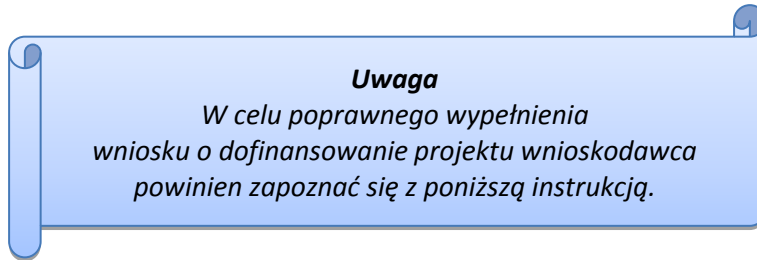 Uwaga
W celu poprawnego wypełnienia
wniosku o dofinansowanie projektu wnioskodawca
powinien zapoznać się z poniższą instrukcją.